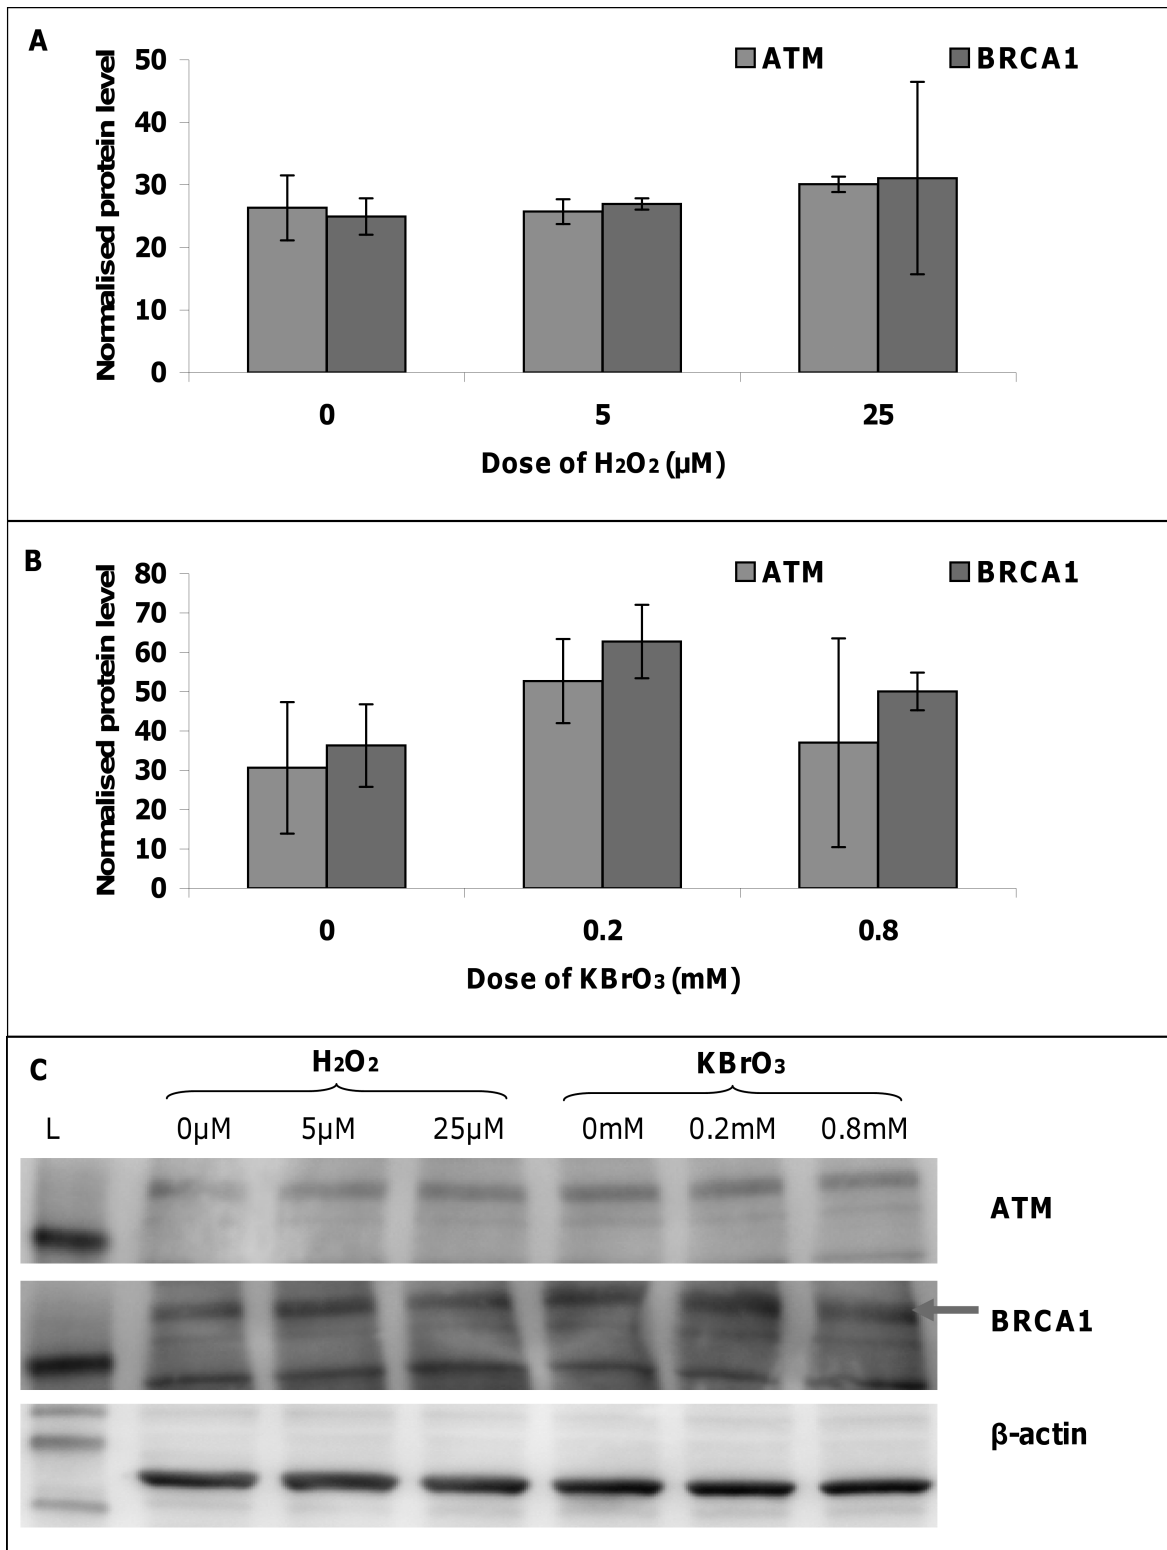 A
ATM BRCA1
Normalised protein level
50
40
30
20
10
0
0 5 25
Dose of H₂O₂ (µM)
B
ATM BRCA1
Normalised protein level
80
70
60
50
40
30
20
10
0
0 0.2 0.8
Dose of KBrO₃ (mM)
C
H₂O₂ KBrO₃
L 0µM 5µM 25µM 0mM 0.2mM 0.8mM
ATM
BRCA1
β-actin